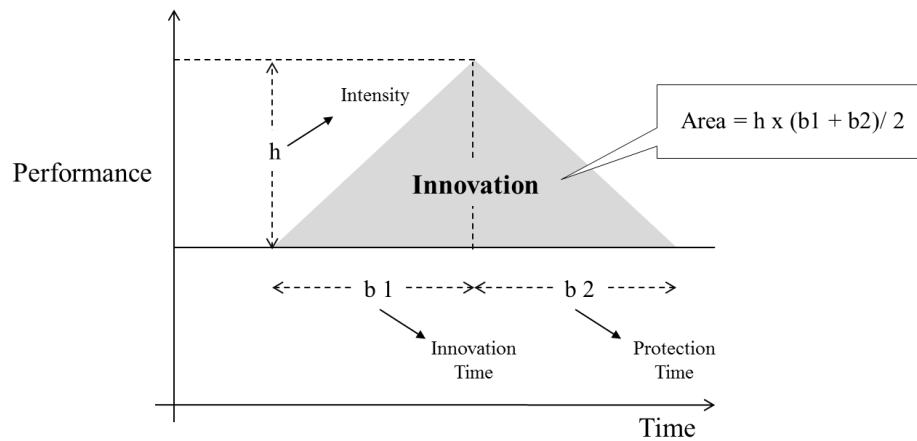 Intensity
Area = h x (b1 + b2)/ 2
h
Performance
Innovation
b 1
b 2
Innovation
Time
Protection
Time
Time